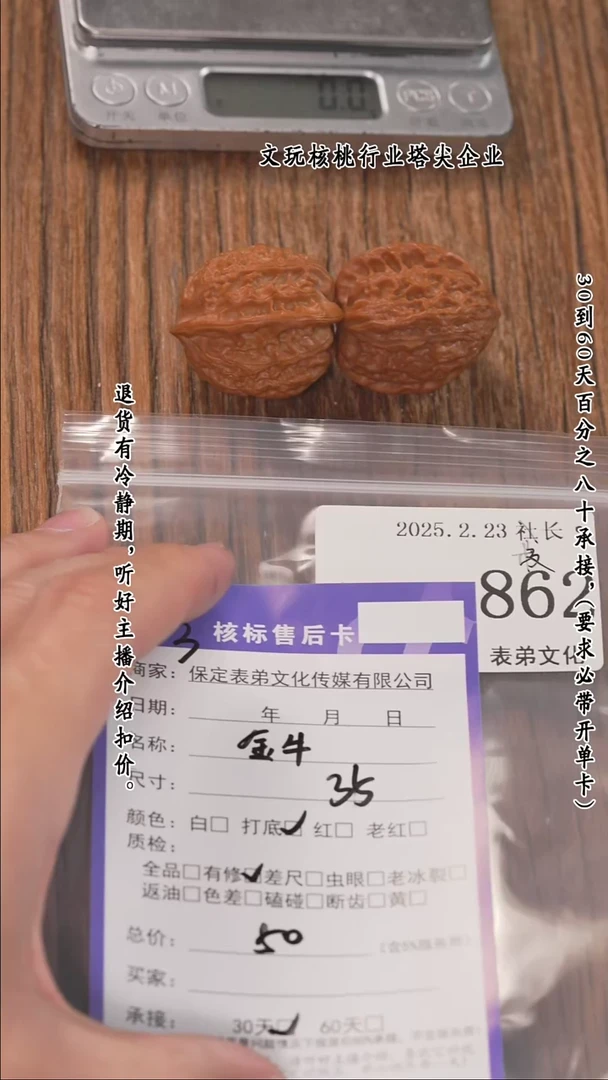 0.0
开关
单位
文玩核桃行业塔尖企业
30到60天百分之八十承接，（要求必带开单卡）
退货有冷静期，听好主播介绍扣价。
2025.2.23 社长
862
表弟文化
3
核标售后卡
商家：保定表弟文化传媒有限公司
日期： 年 月 日
名称： 金牛
尺寸： 35
颜色：白□ 打底☑ 红□ 老红□
质检：
全品□有修☑差尺□虫眼□老冰裂□
返油□色差□磕碰□断齿□黄□
总价： 50
买家：
承接： 30天☑ 60天□